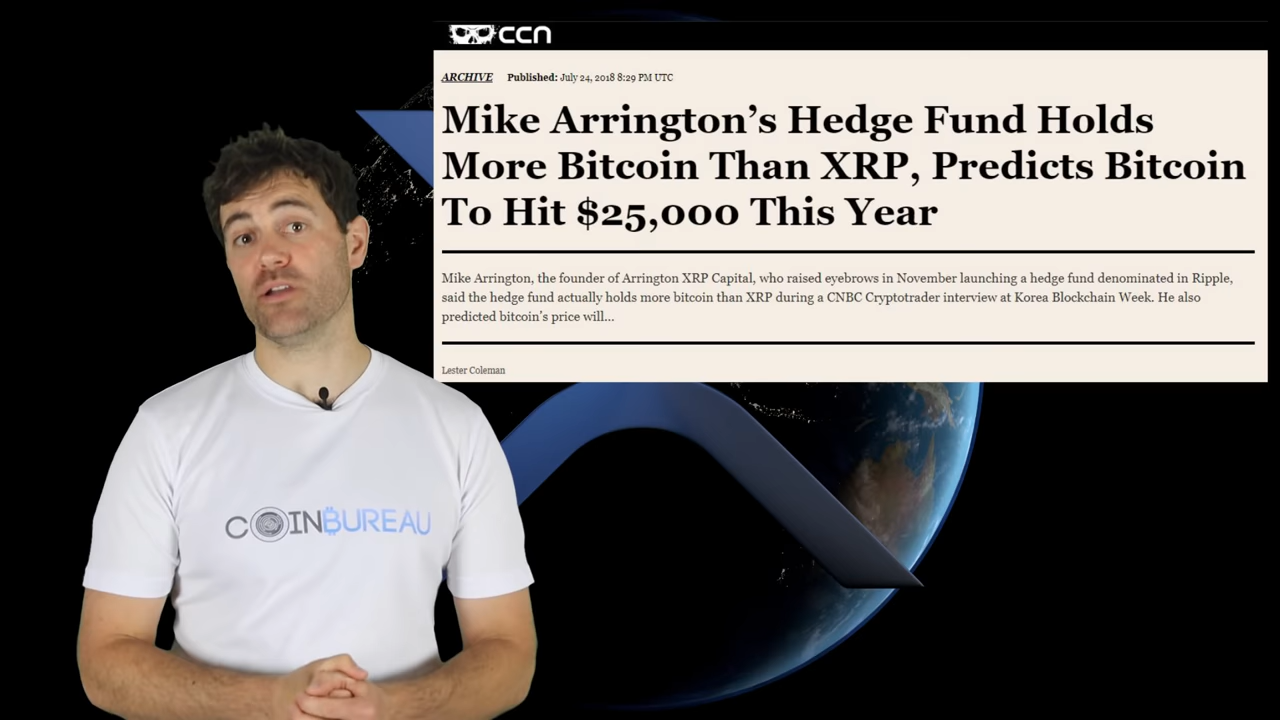 ccn
ARCHIVE Published: July 24, 2018 8:29 PM UTC
Mike Arrington’s Hedge Fund Holds
More Bitcoin Than XRP, Predicts Bitcoin
To Hit $25,000 This Year
Mike Arrington, the founder of Arrington XRP Capital, who raised eyebrows in November launching a hedge fund denominated in Ripple,
said the hedge fund actually holds more bitcoin than XRP during a CNBC Cryptotrader interview at Korea Blockchain Week. He also
predicted bitcoin’s price will...
Lester Coleman
COINBUREAU